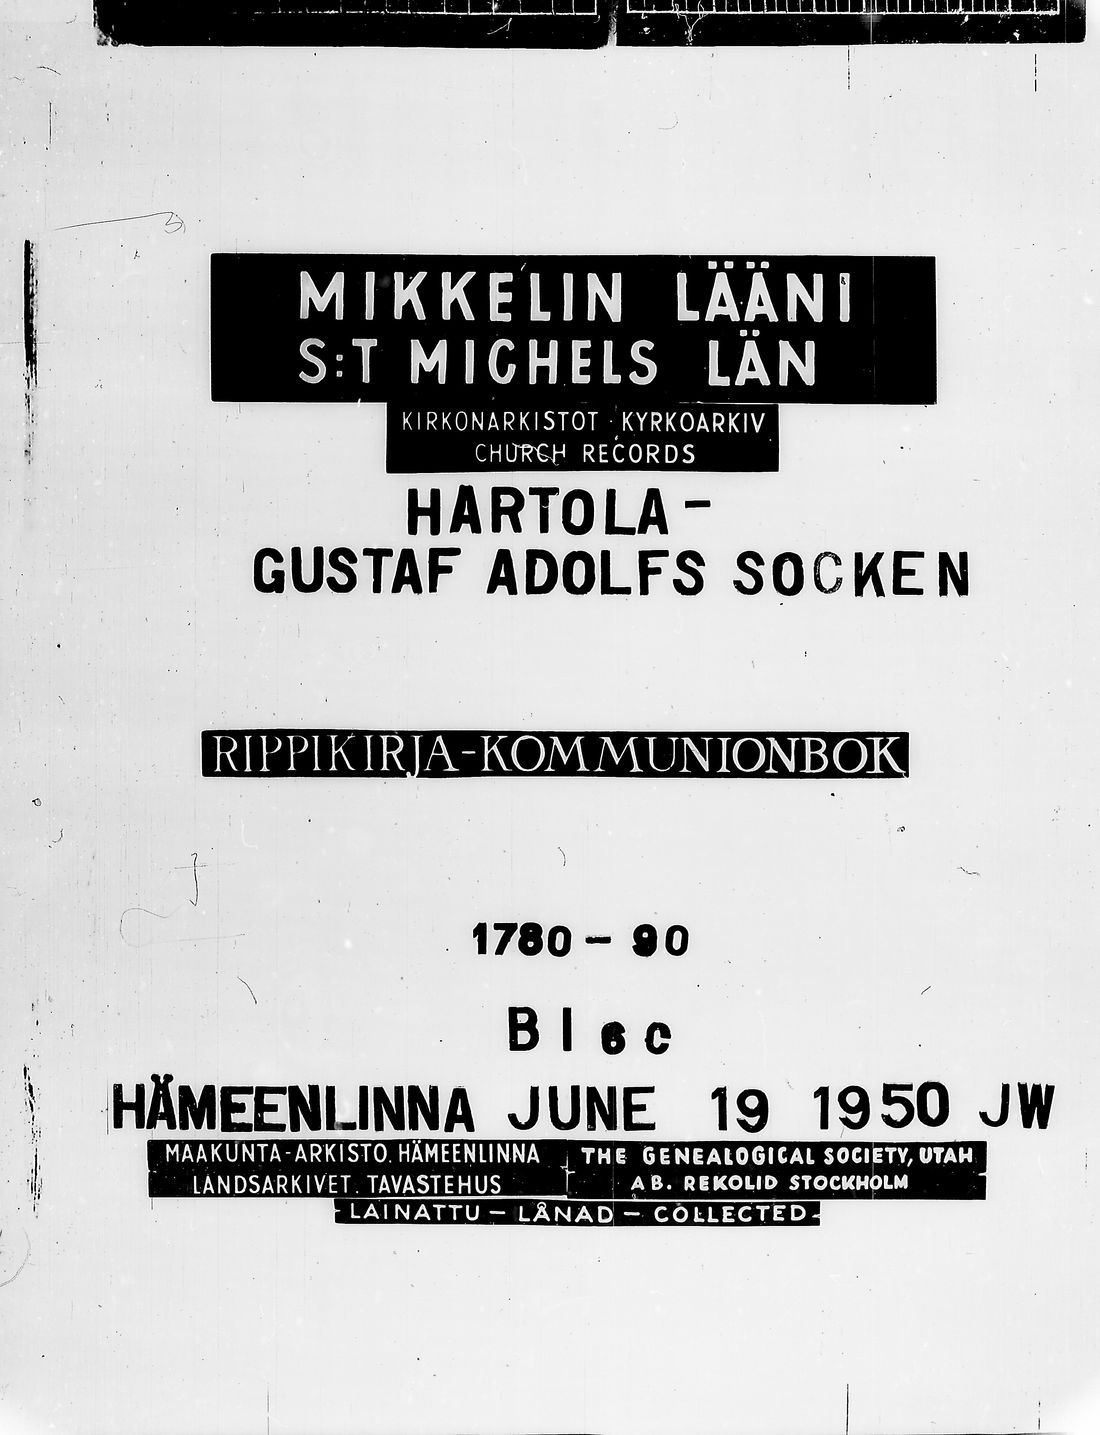 MIKKELIN LÄÄNI
S:T MICHELS LÄN
KIRKONARKISTOT · KYRKOARKIV
CHURCH RECORDS
HARTOLA-
GUSTAF ADOLFS SOCKEN
RIPPIKIRJA-KOMMUNIONBOK
1780-90
B I 6 c
HÄMEENLINNA JUNE 19 1950 JW
MAAKUNTA-ARKISTO. HÄMEENLINNA
LANDSARKIVET. TAVASTEHUS
THE GENEALOGICAL SOCIETY, UTAH
AB. REKOLID STOCKHOLM
LAINATTU - LÅNAD - COLLECTED